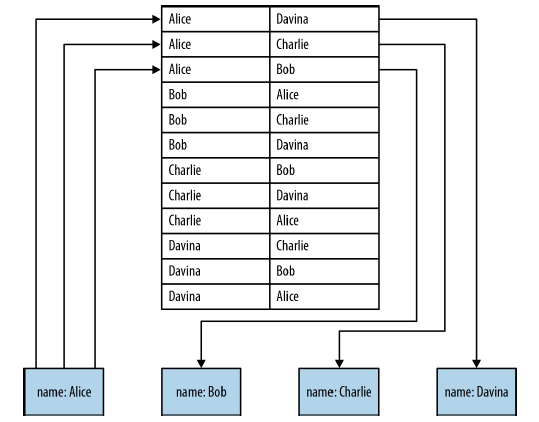 Alice Davina
Alice Charlie
Alice Bob
Bob Alice
Bob Charlie
Bob Davina
Charlie Bob
Charlie Davina
Charlie Alice
Davina Charlie
Davina Bob
Davina Alice
name: Alice name: Bob name: Charlie name: Davina